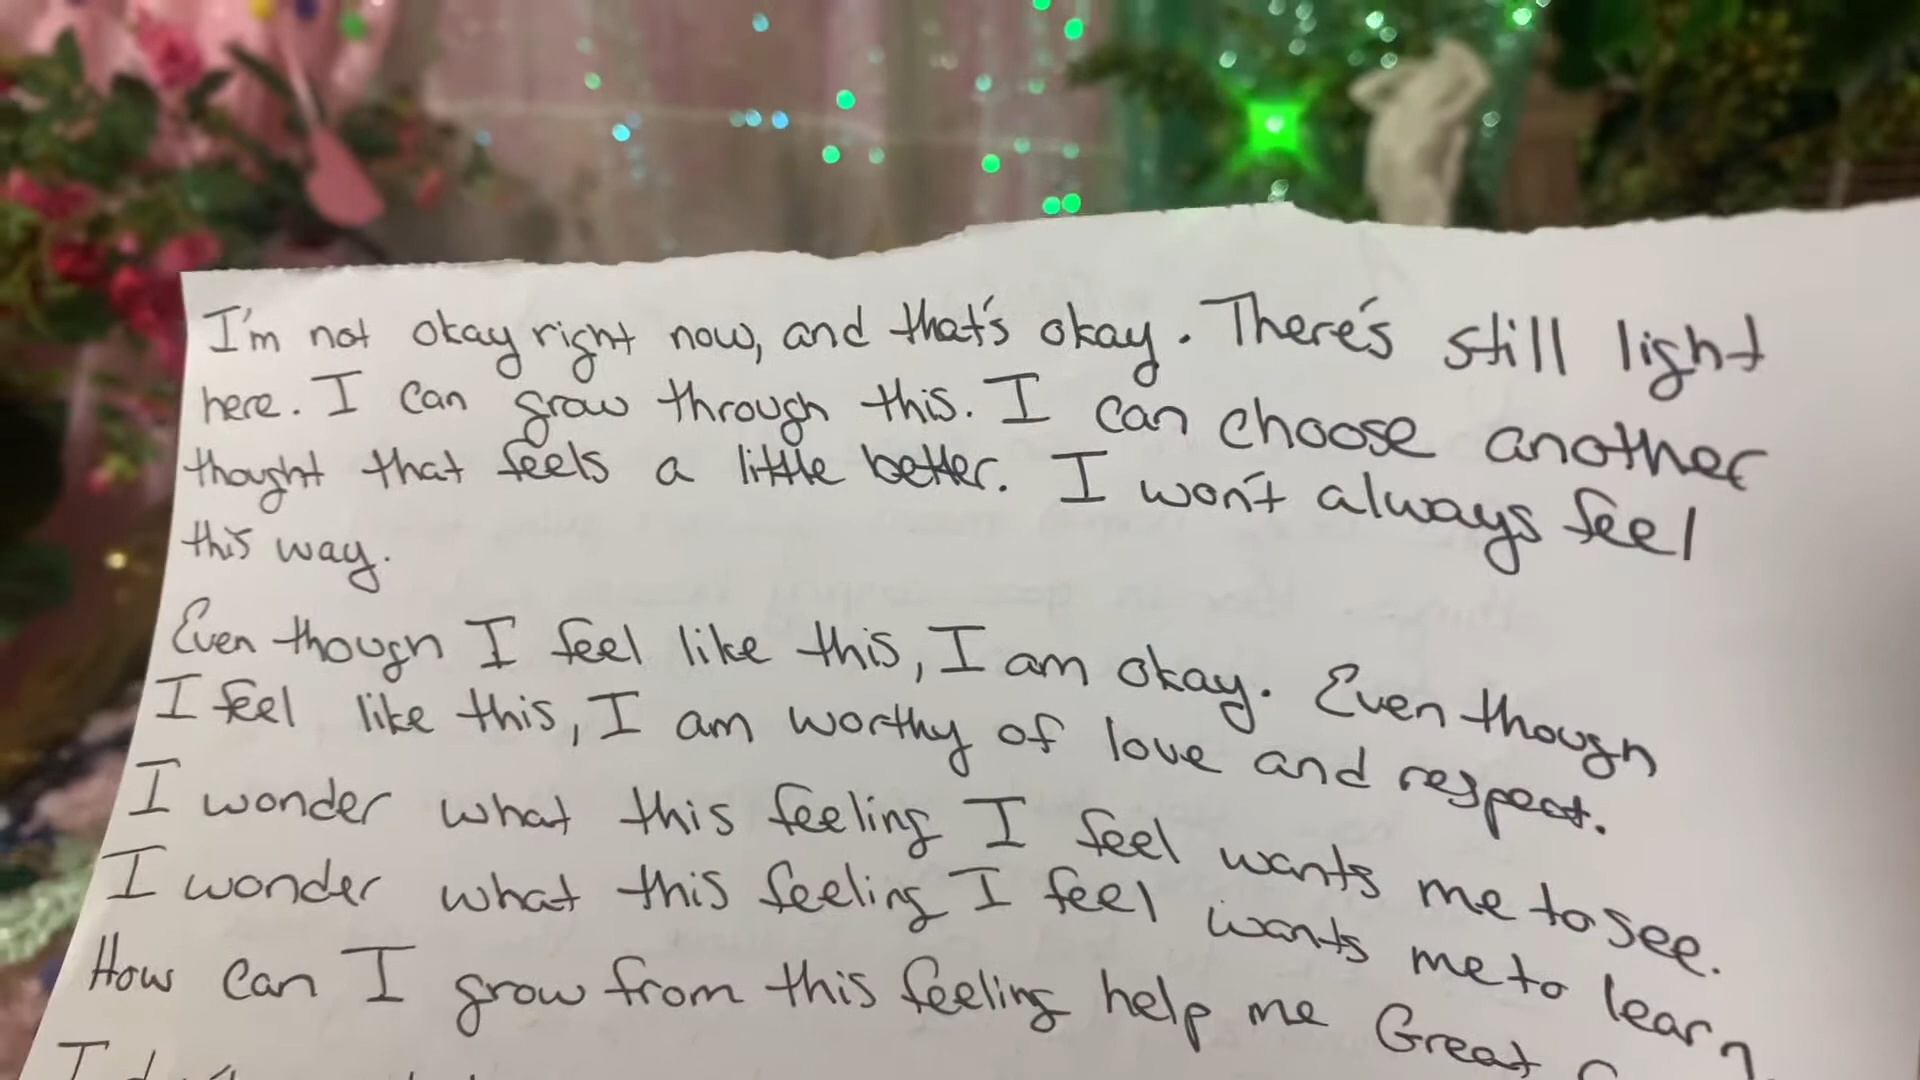 I'm not okay right now, and that's okay. There's still light
here. I can grow through this. I can choose another
thought that feels a little better. I won't always feel
this way.
Even though I feel like this, I am okay. Even though
I feel like this, I am worthy of love and respect.
I wonder what this feeling I feel wants me to see.
I wonder what this feeling I feel wants me to learn
How can I grow from this feeling help me Great